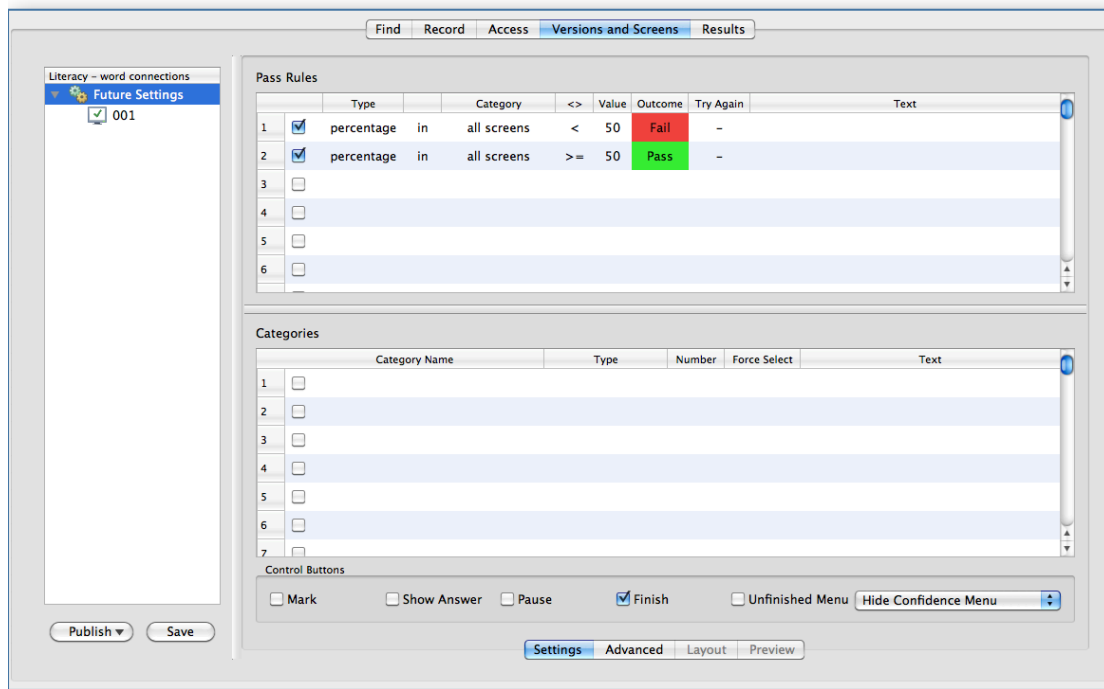 Find Record Access Versions and Screens Results
Literacy - word connections
Future Settings
001
Pass Rules
Type Category <> Value Outcome Try Again Text
1 percentage in all screens < 50 Fail -
2 percentage in all screens >= 50 Pass -
3
4
5
6
Categories
Category Name Type Number Force Select Text
1
2
3
4
5
6
7
Control Buttons
Mark Show Answer Pause Finish Unfinished Menu Hide Confidence Menu
Publish Save
Settings Advanced Layout Preview